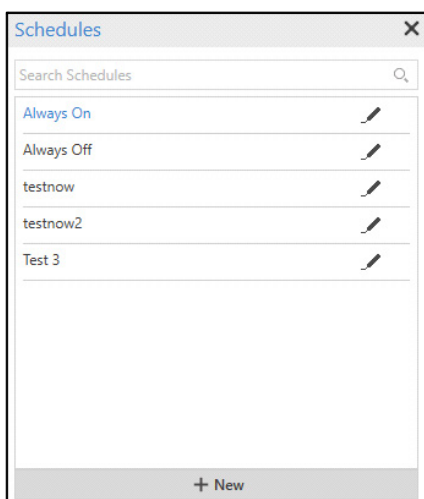 Schedules
Search Schedules
Always On
Always Off
testnow
testnow2
Test 3
+ New